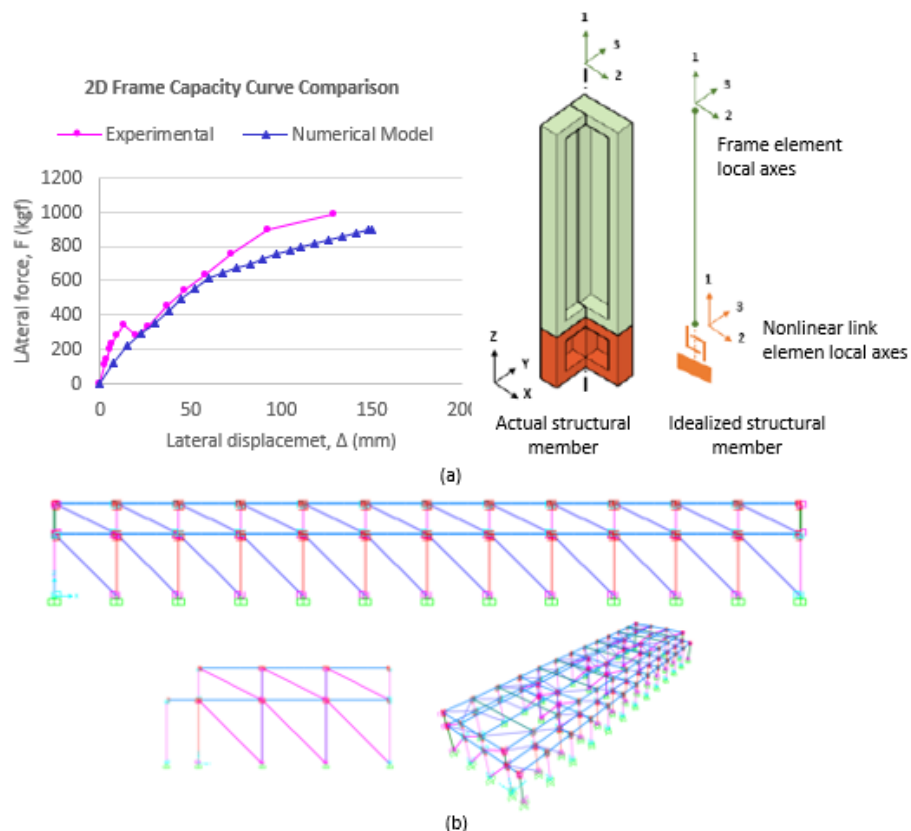 2D Frame Capacity Curve Comparison
Experimental
Numerical Model
1200
1000
800
600
400
200
0
0
50
100
150
200
LAteral force, F (kgf)
Lateral displacemet, Δ (mm)
1
3
2
Z
Y
X
Actual structural
member
1
3
2
Frame element
local axes
1
3
2
Nonlinear link
elemen local axes
Idealized structural
member
(a)
(b)